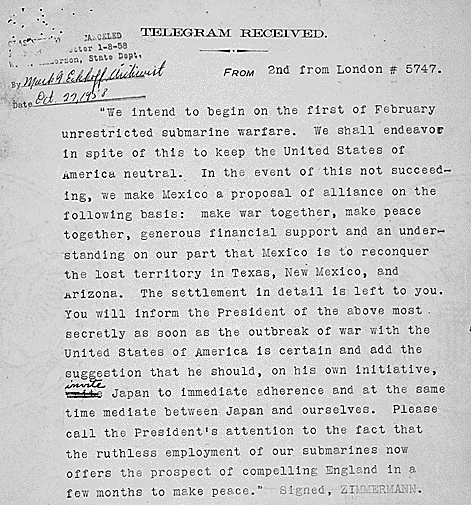 CANCELED
1-8-58
State Dept.
TELEGRAM RECEIVED.
By Mark G Eckhoff Archivist
FROM 2nd from London # 5747.
Date Oct. 27, 1958
"We intend to begin on the first of February
unrestricted submarine warfare. We shall endeavor
in spite of this to keep the United States of
America neutral. In the event of this not succeed-
ing, we make Mexico a proposal of alliance on the
following basis: make war together, make peace
together, generous financial support and an under-
standing on our part that Mexico is to reconquer
the lost territory in Texas, New Mexico, and
Arizona. The settlement in detail is left to you.
You will inform the President of the above most
secretly as soon as the outbreak of war with the
United States of America is certain and add the
suggestion that he should, on his own initiative,
invite Japan to immediate adherence and at the same
time mediate between Japan and ourselves. Please
call the President's attention to the fact that
the ruthless employment of our submarines now
offers the prospect of compelling England in a
few months to make peace." Signed, ZIMMERMANN.